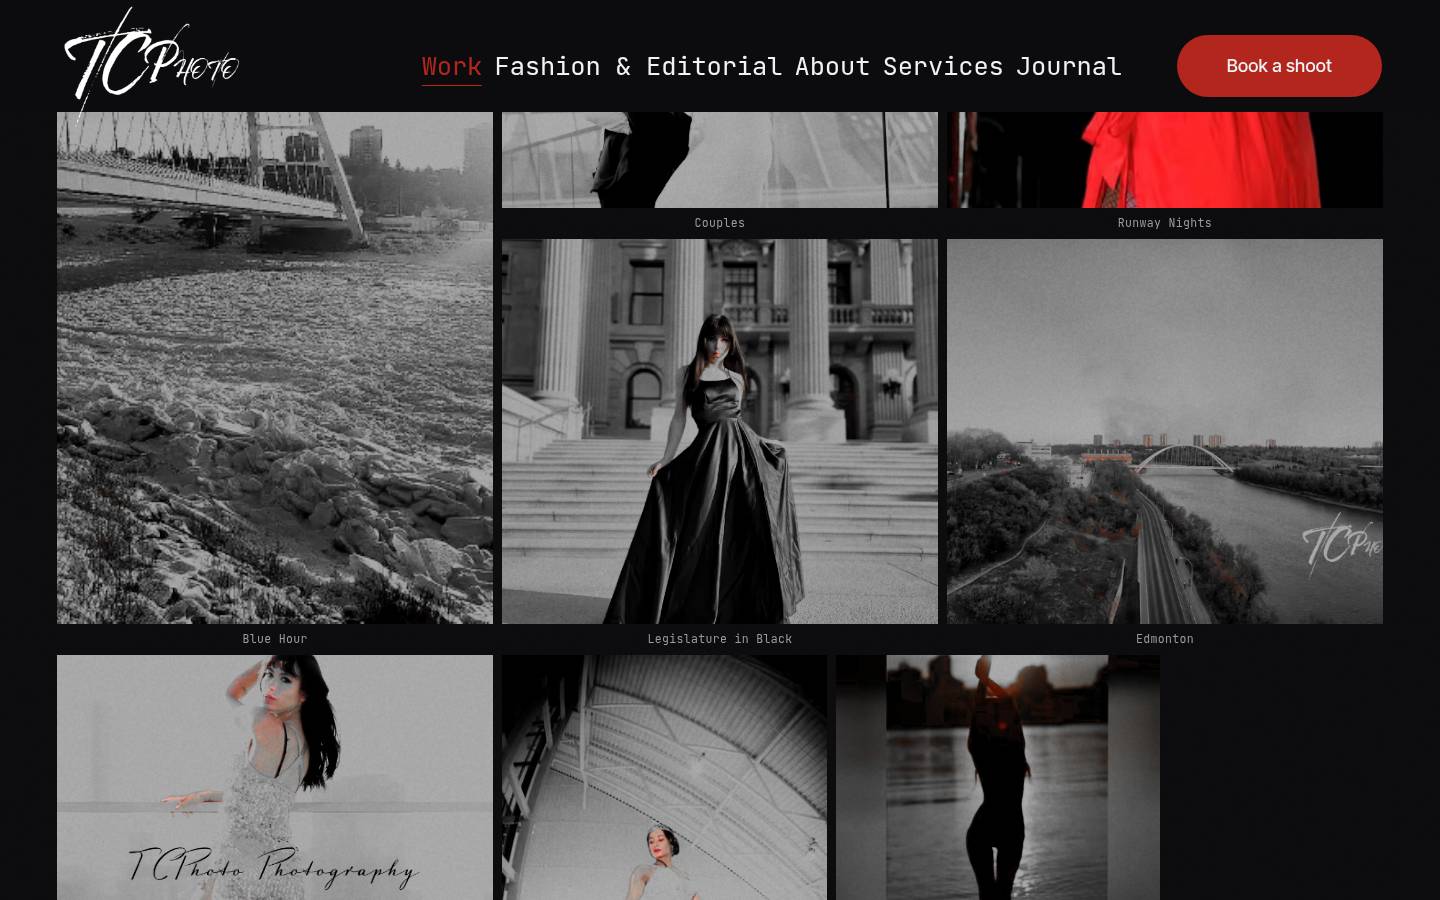 TCPHOTO
Work Fashion & Editorial About Services Journal
Book a shoot
Couples
Runway Nights
TCPHO
Blue Hour
Legislature in Black
Edmonton
TCPhoto Photography